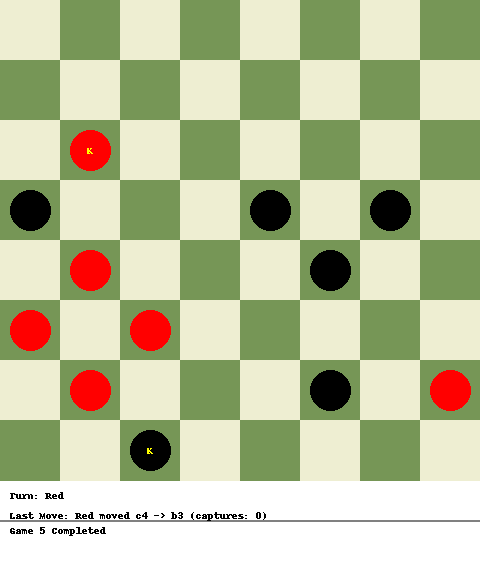 K
K
Turn: Red
Last Move: Red moved c4 -> b3 (captures: 0)
Game 5 Completed